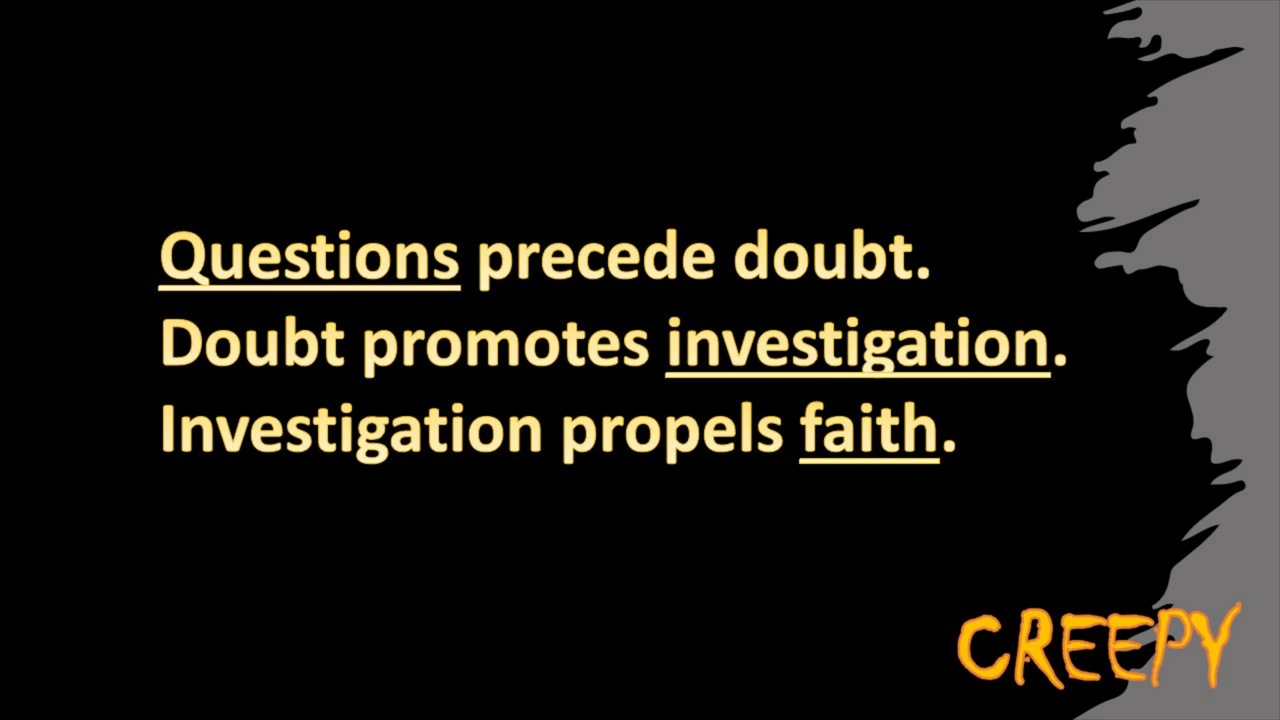 Questions precede doubt.
Doubt promotes investigation.
Investigation propels faith.
CREEPY